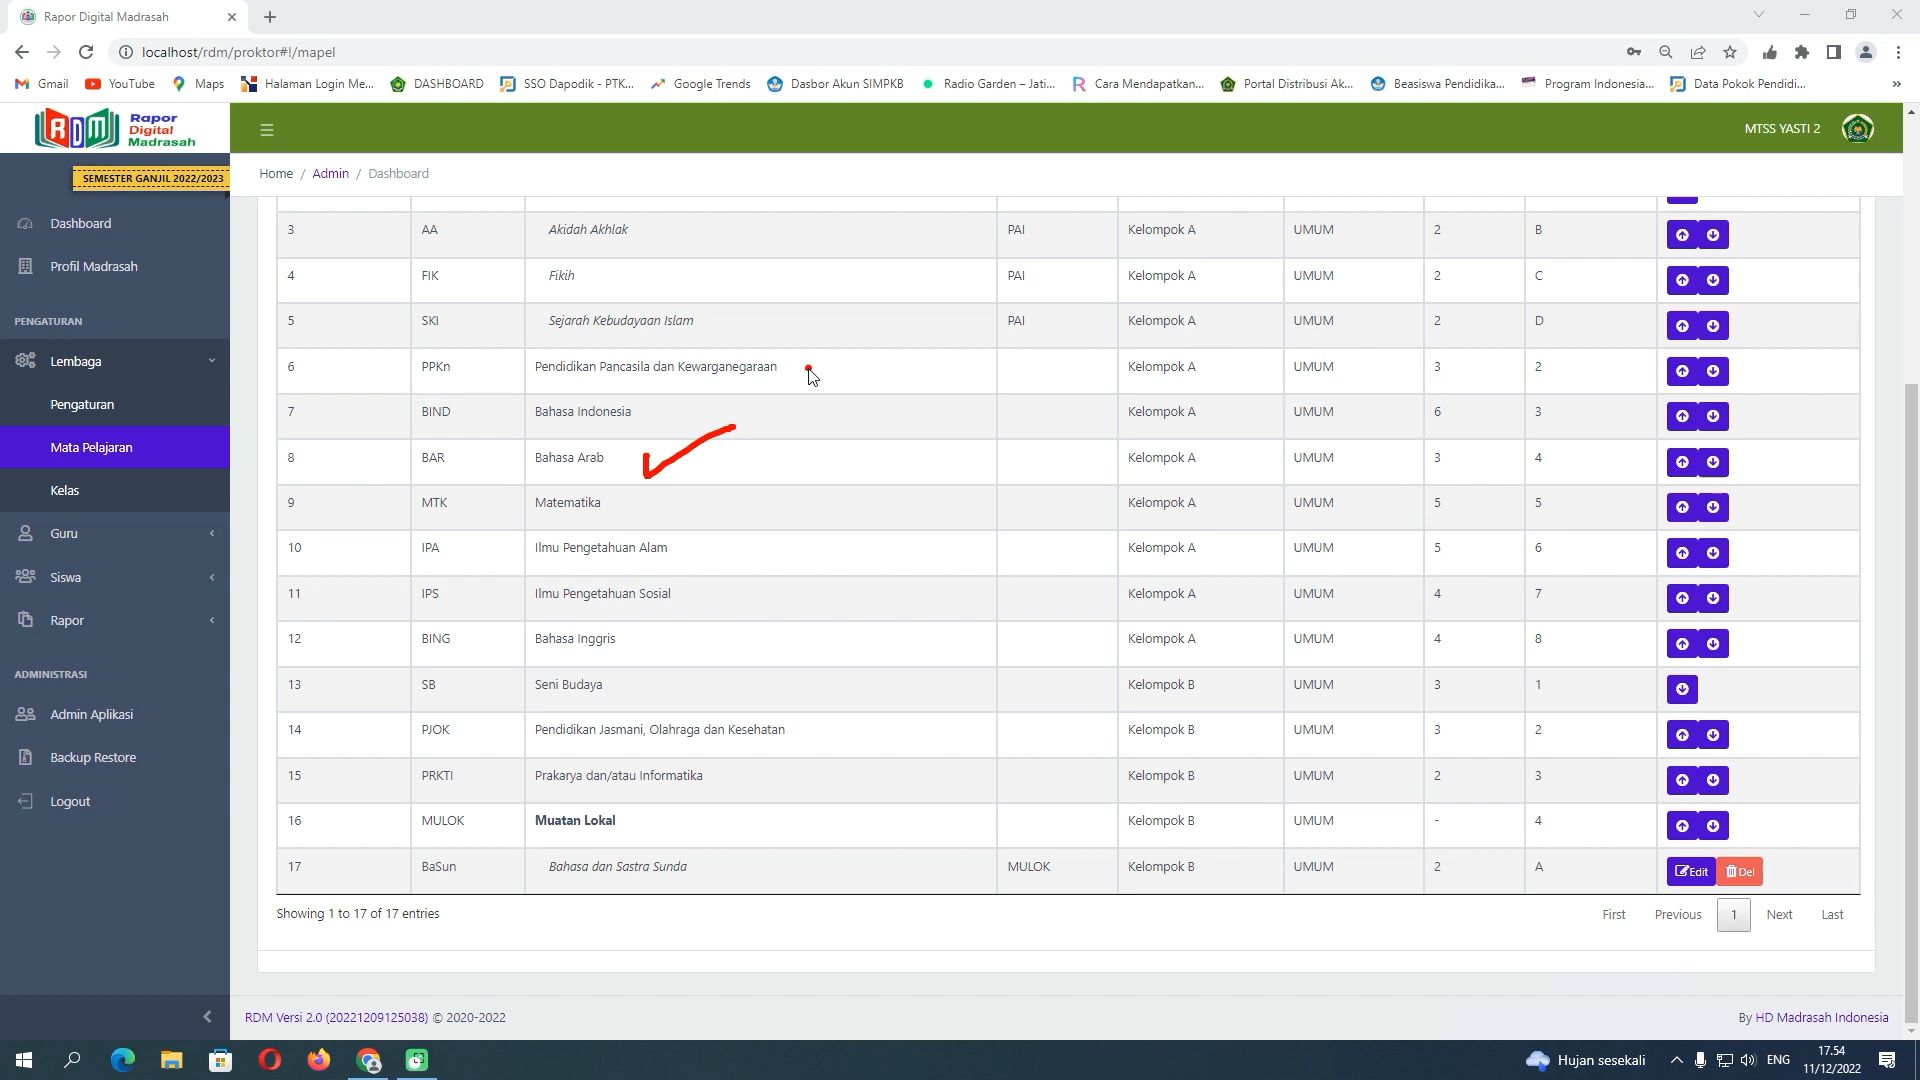 Rapor Digital Madrasah
localhost/rdm/proktor#!/mapel
Gmail YouTube Maps Halaman Login Me... DASHBOARD SSO Dapodik - PTK... Google Trends Dasbor Akun SIMPKB Radio Garden – Jati... Cara Mendapatkan... Portal Distribusi Ak... Beasiswa Pendidika... Program Indonesia... Data Pokok Pendidi... »
RDM Rapor Digital Madrasah
MTSS YASTI 2
SEMESTER GANJIL 2022/2023
Home / Admin / Dashboard
Dashboard
Profil Madrasah
PENGATURAN
Lembaga
Pengaturan
Mata Pelajaran
Kelas
Guru
Siswa
Rapor
ADMINISTRASI
Admin Aplikasi
Backup Restore
Logout
3 AA Akidah Akhlak PAI Kelompok A UMUM 2 B
4 FIK Fikih PAI Kelompok A UMUM 2 C
5 SKI Sejarah Kebudayaan Islam PAI Kelompok A UMUM 2 D
6 PPKn Pendidikan Pancasila dan Kewarganegaraan Kelompok A UMUM 3 2
7 BIND Bahasa Indonesia Kelompok A UMUM 6 3
8 BAR Bahasa Arab Kelompok A UMUM 3 4
9 MTK Matematika Kelompok A UMUM 5 5
10 IPA Ilmu Pengetahuan Alam Kelompok A UMUM 5 6
11 IPS Ilmu Pengetahuan Sosial Kelompok A UMUM 4 7
12 BING Bahasa Inggris Kelompok A UMUM 4 8
13 SB Seni Budaya Kelompok B UMUM 3 1
14 PJOK Pendidikan Jasmani, Olahraga dan Kesehatan Kelompok B UMUM 3 2
15 PRKTI Prakarya dan/atau Informatika Kelompok B UMUM 2 3
16 MULOK Muatan Lokal Kelompok B UMUM - 4
17 BaSun Bahasa dan Sastra Sunda MULOK Kelompok B UMUM 2 A Edit Del
Showing 1 to 17 of 17 entries
First Previous 1 Next Last
RDM Versi 2.0 (20221209125038) © 2020-2022
By HD Madrasah Indonesia
Hujan sesekali
ENG
17.54
11/12/2022